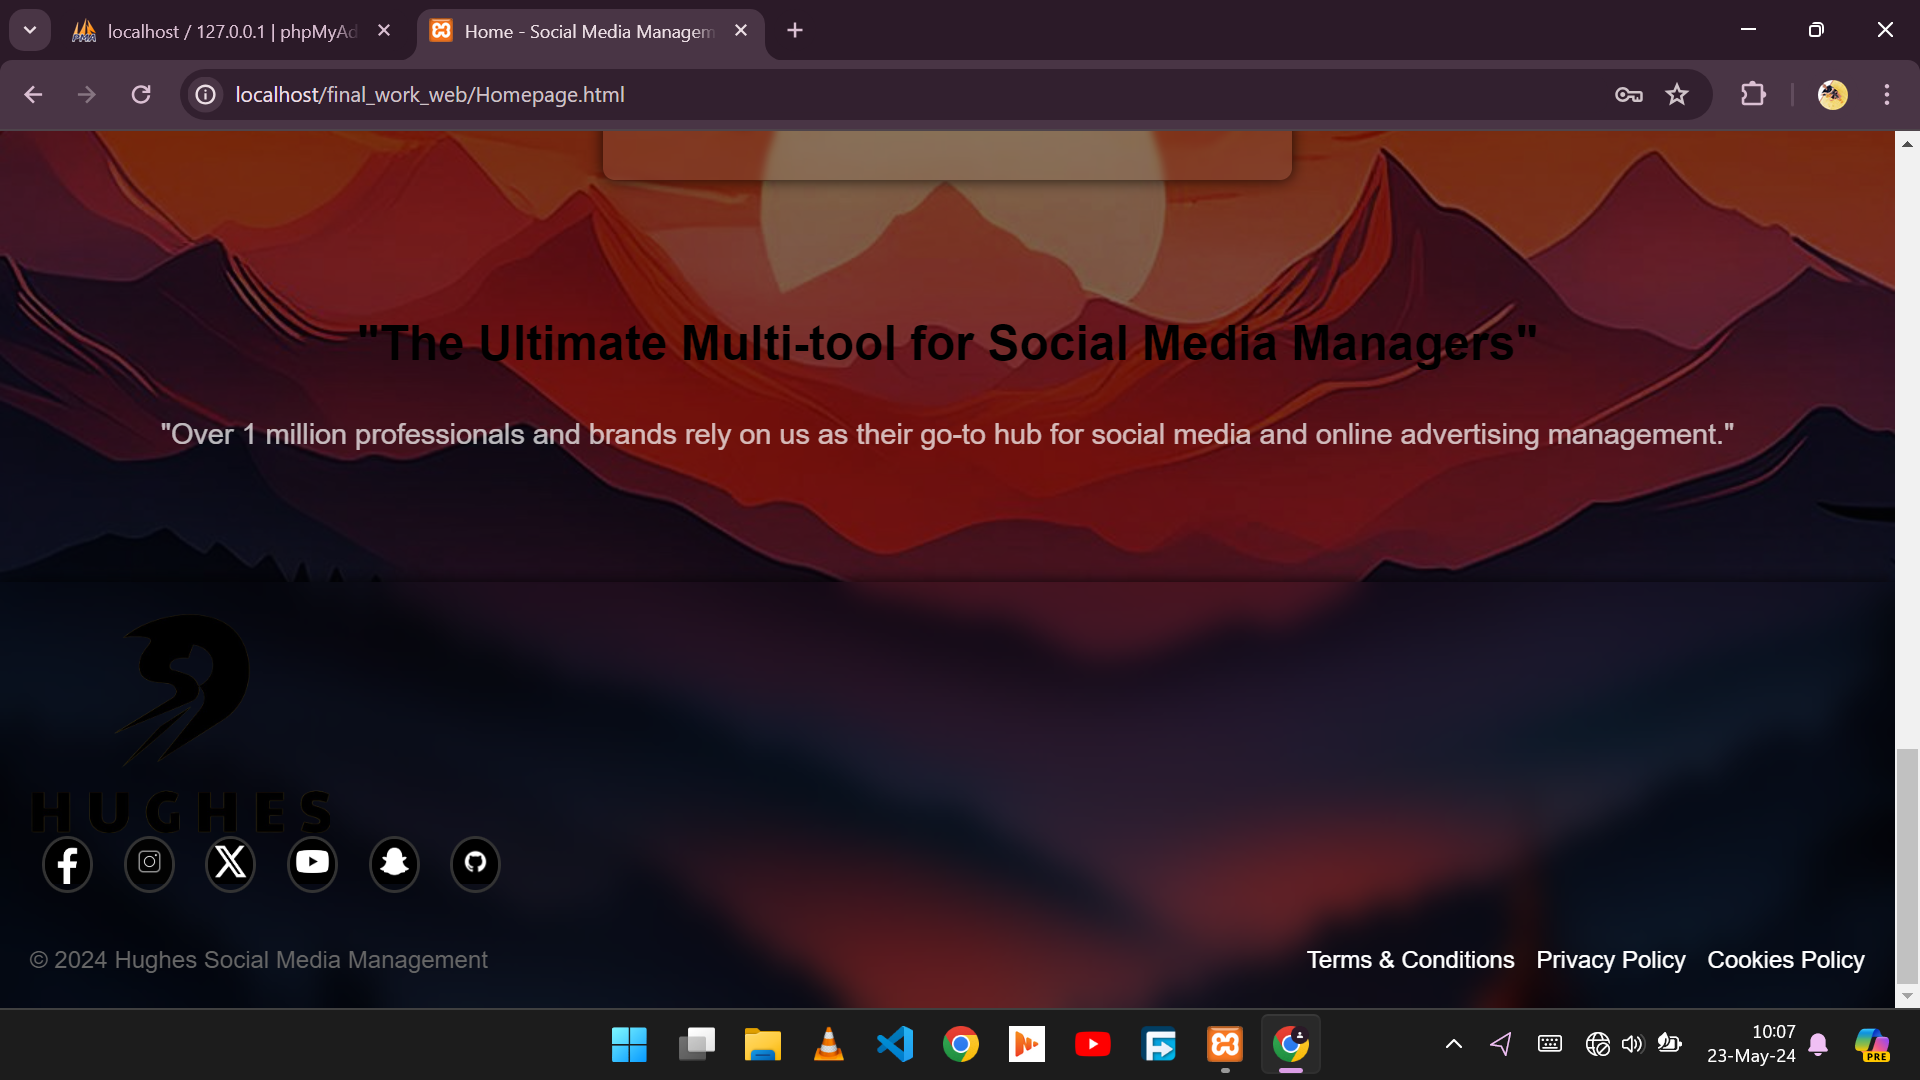 localhost / 127.0.0.1 | phpMyAd
Home - Social Media Managem
localhost/final_work_web/Homepage.html
"The Ultimate Multi-tool for Social Media Managers"
"Over 1 million professionals and brands rely on us as their go-to hub for social media and online advertising management."
HUGHES
© 2024 Hughes Social Media Management
Terms & Conditions Privacy Policy Cookies Policy
10:07
23-May-24
PRE